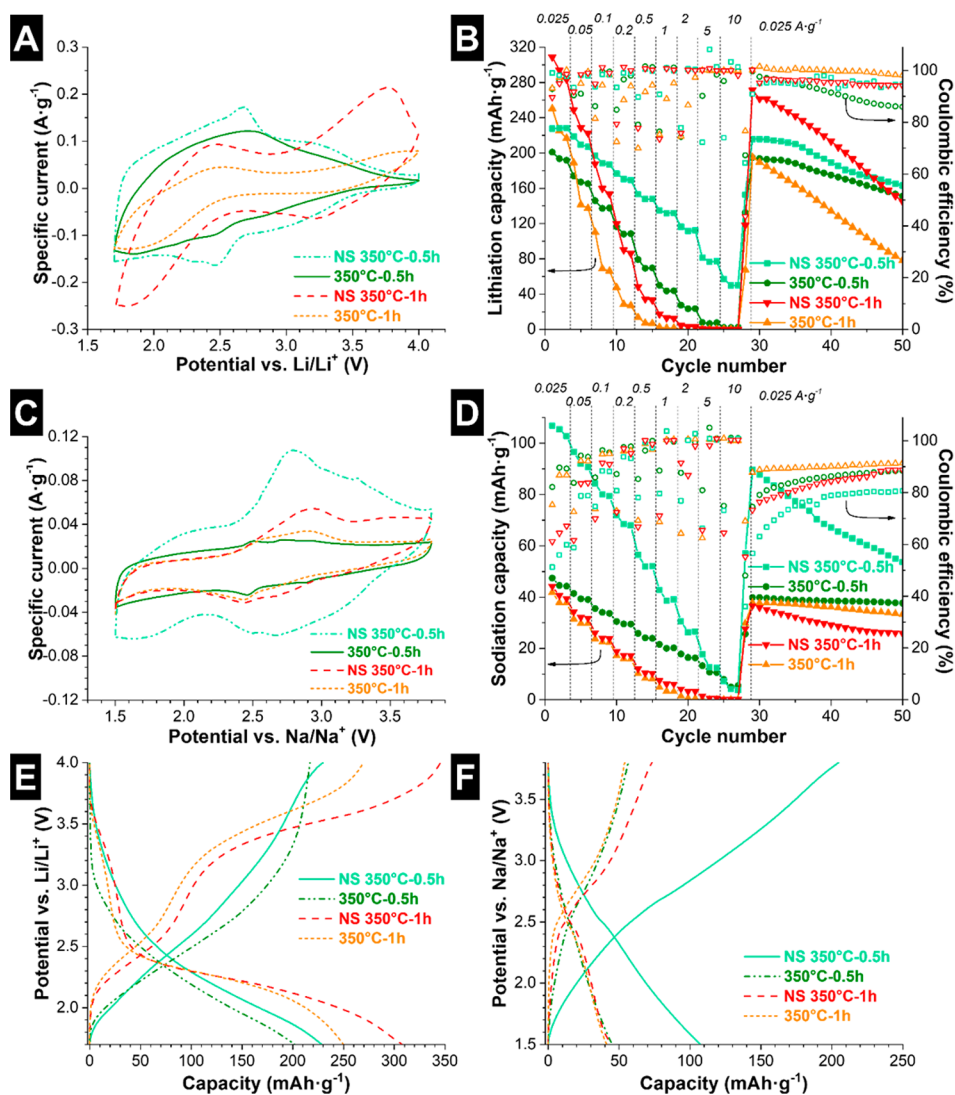 A
0.3
0.2
0.1
0.0
-0.1
-0.2
-0.3
Specific current (A·g⁻¹)
NS 350°C-0.5h
350°C-0.5h
NS 350°C-1h
350°C-1h
1.5 2.0 2.5 3.0 3.5 4.0
Potential vs. Li/Li⁺ (V)
B
0.025 0.05 0.1 0.2 0.5 1 2 5 10 0.025 A·g⁻¹
320
280
240
200
160
120
80
40
0
Lithiation capacity (mAh·g⁻¹)
100
80
60
40
20
0
Coulombic efficiency (%)
NS 350°C-0.5h
350°C-0.5h
NS 350°C-1h
350°C-1h
0 10 20 30 40 50
Cycle number
C
0.12
0.08
0.04
0.00
-0.04
-0.08
-0.12
Specific current (A·g⁻¹)
NS 350°C-0.5h
350°C-0.5h
NS 350°C-1h
350°C-1h
1.5 2.0 2.5 3.0 3.5
Potential vs. Na/Na⁺ (V)
D
0.025 0.05 0.1 0.2 0.5 1 2 5 10 0.025 A·g⁻¹
100
80
60
40
20
0
Sodiation capacity (mAh·g⁻¹)
100
80
60
40
20
0
Coulombic efficiency (%)
NS 350°C-0.5h
350°C-0.5h
NS 350°C-1h
350°C-1h
0 10 20 30 40 50
Cycle number
E
4.0
3.5
3.0
2.5
2.0
Potential vs. Li/Li⁺ (V)
NS 350°C-0.5h
350°C-0.5h
NS 350°C-1h
350°C-1h
0 50 100 150 200 250 300 350
Capacity (mAh·g⁻¹)
F
3.5
3.0
2.5
2.0
1.5
Potential vs. Na/Na⁺ (V)
NS 350°C-0.5h
350°C-0.5h
NS 350°C-1h
350°C-1h
0 50 100 150 200 250
Capacity (mAh·g⁻¹)